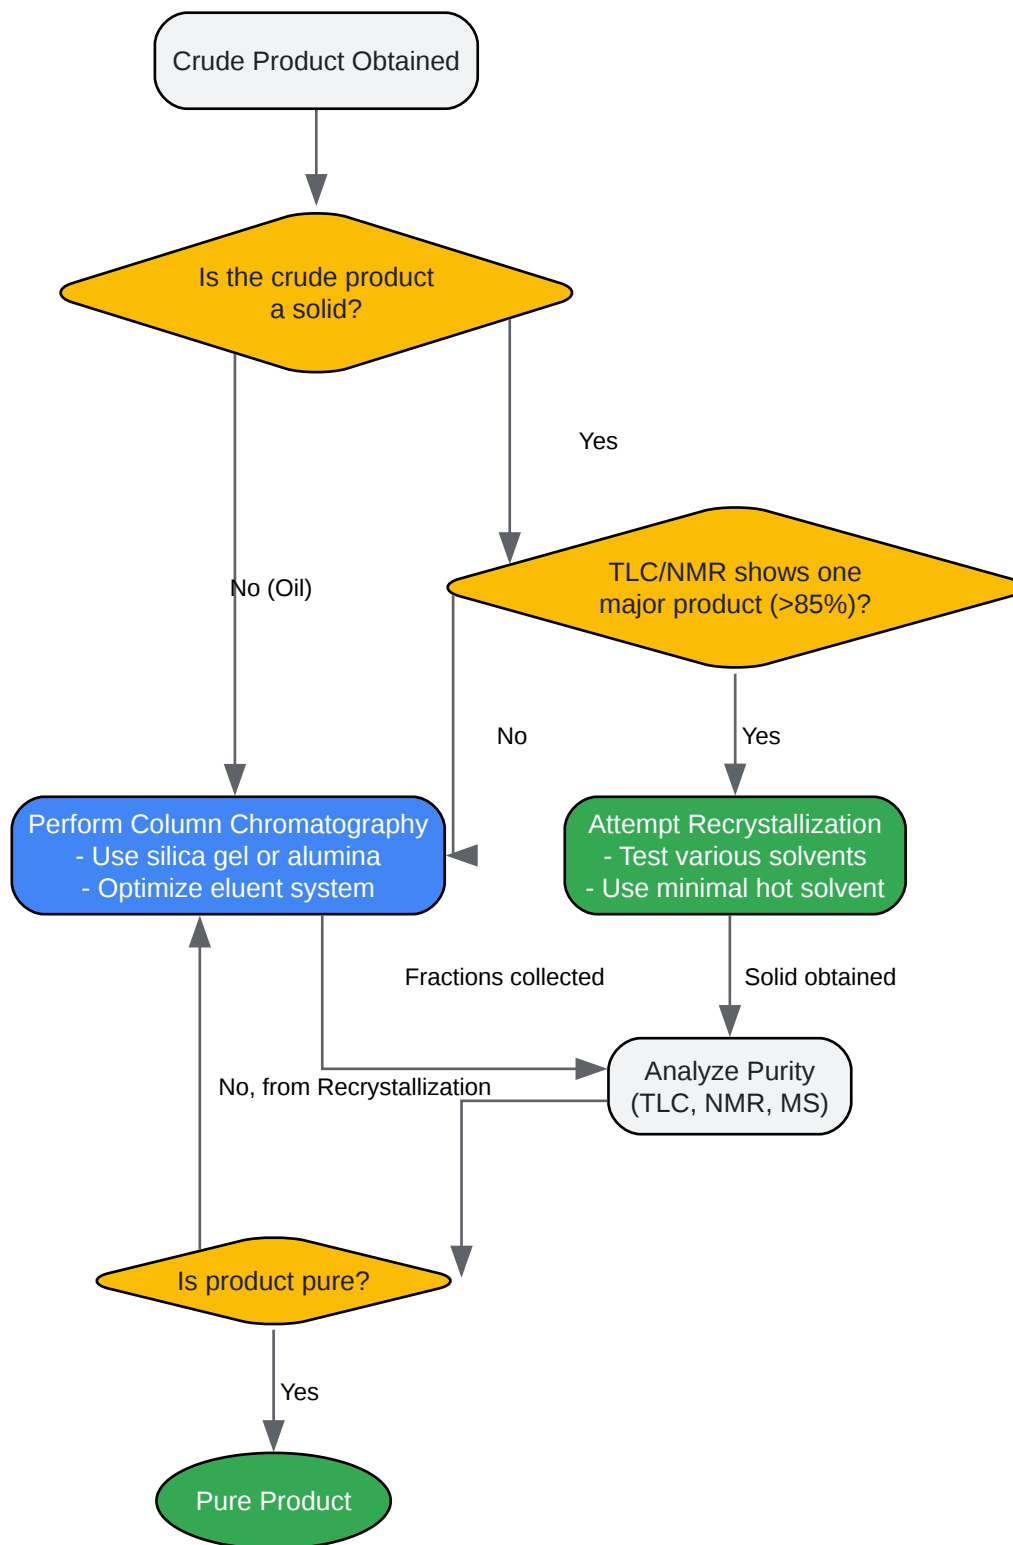 Crude Product Obtained
Is the crude product
a solid?
Yes
No (Oil)
TLC/NMR shows one
major product (>85%)?
No
Yes
Perform Column Chromatography
- Use silica gel or alumina
- Optimize eluent system
Attempt Recrystallization
- Test various solvents
- Use minimal hot solvent
Fractions collected
Solid obtained
Analyze Purity
(TLC, NMR, MS)
No, from Recrystallization
Is product pure?
Yes
Pure Product